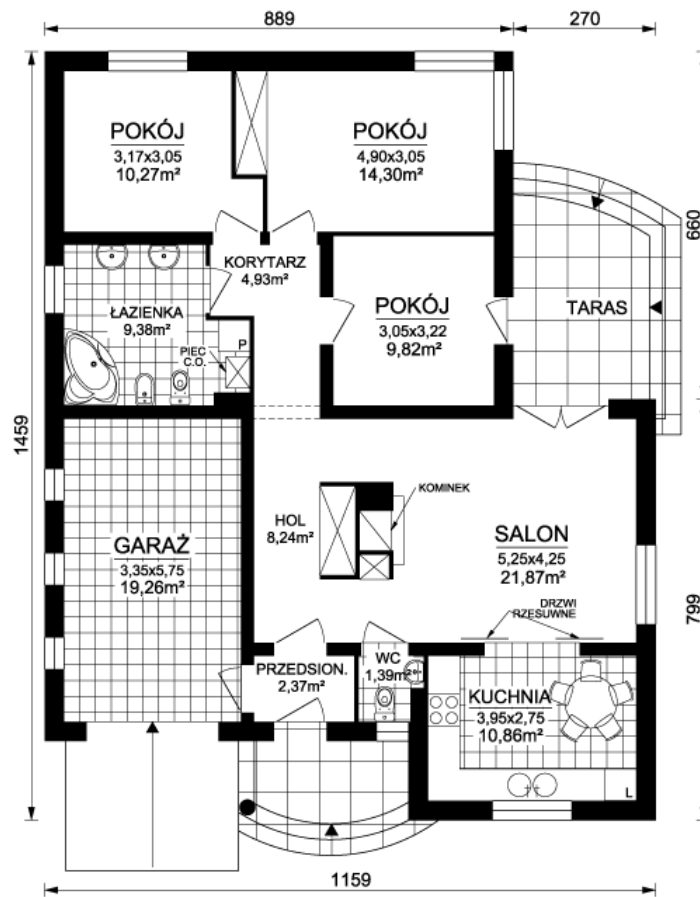 889
270
POKÓJ
3,17x3,05
10,27m²
POKÓJ
4,90x3,05
14,30m²
660
KORYTARZ
4,93m²
ŁAZIENKA
9,38m²
PIEC
C.O.
P
POKÓJ
3,05x3,22
9,82m²
TARAS
1459
KOMINEK
HOL
8,24m²
GARAŻ
3,35x5,75
19,26m²
SALON
5,25x4,25
21,87m²
DRZWI
RZESUWNE
799
PRZEDSION.
2,37m²
WC
1,39m²
KUCHNIA
3,95x2,75
10,86m²
L
1159